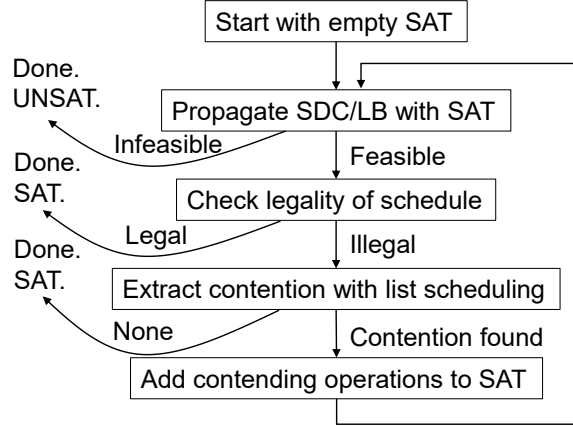 Start with empty SAT
Done.
UNSAT.
Propagate SDC/LB with SAT
Infeasible
Feasible
Done.
SAT.
Check legality of schedule
Legal
Illegal
Done.
SAT.
Extract contention with list scheduling
None
Contention found
Add contending operations to SAT